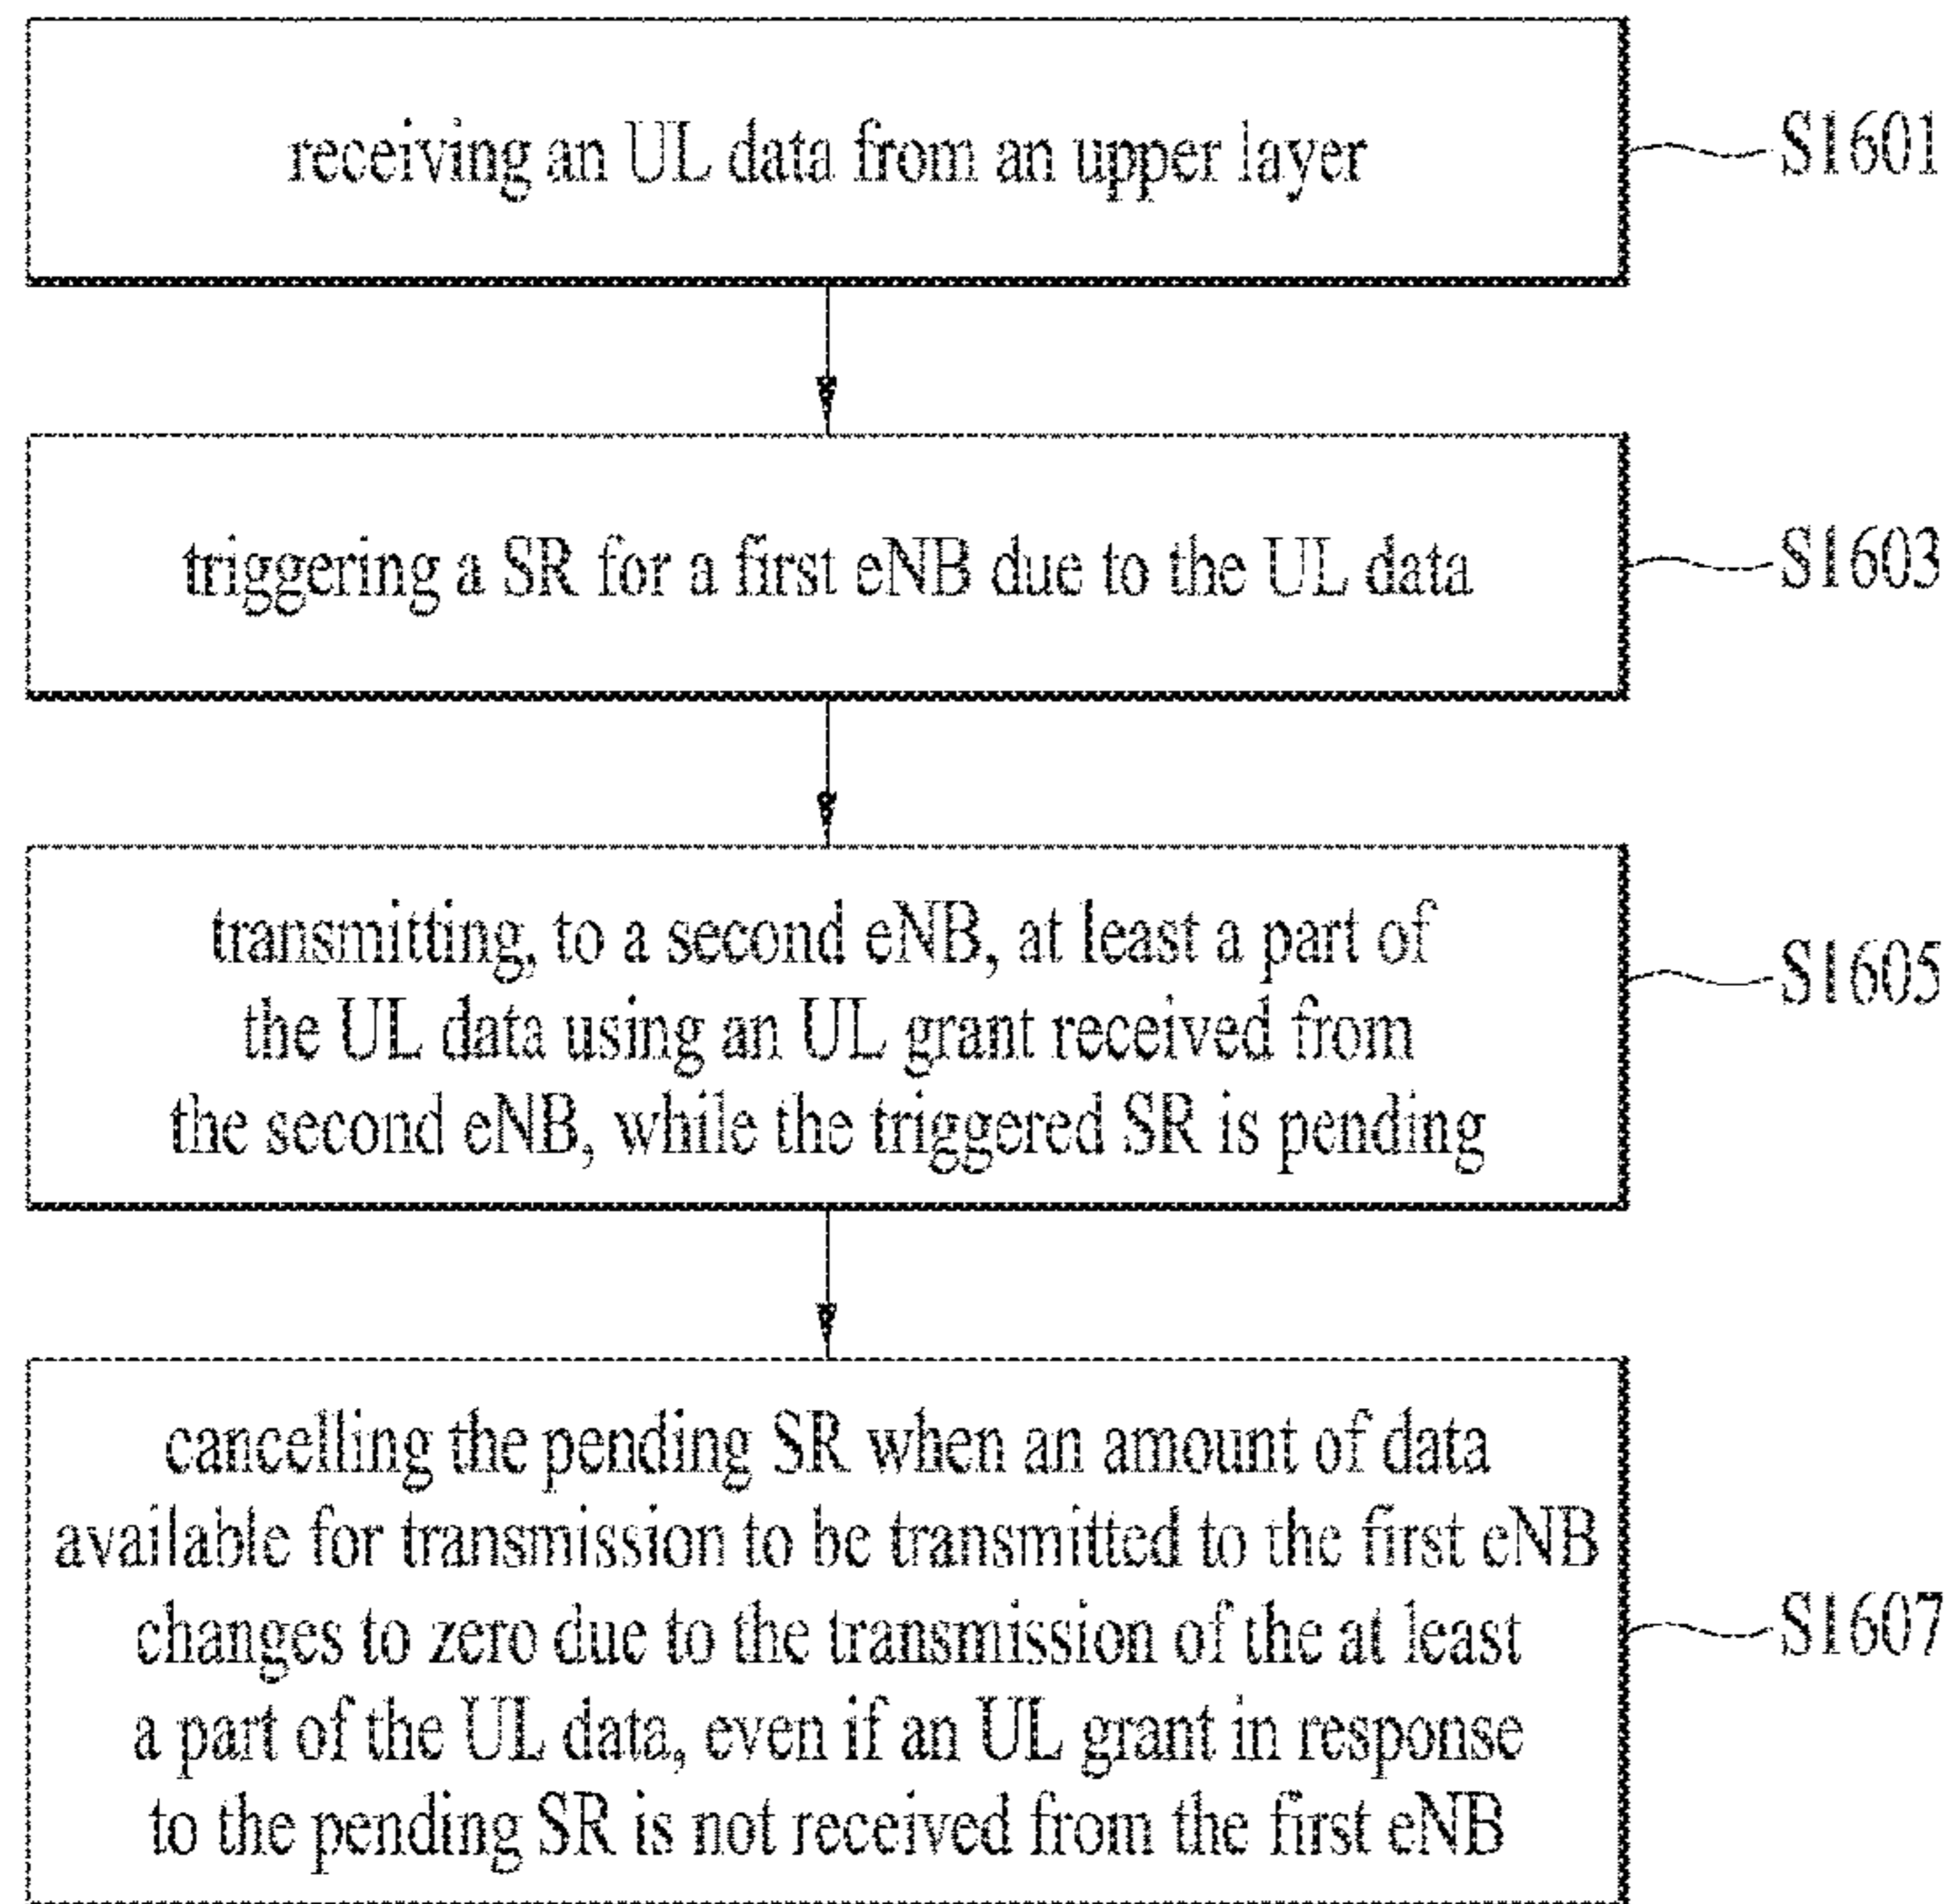 receiving an UL data from an upper layer
S1601
triggering a SR for a first eNB due to the UL data
S1603
transmitting, to a second eNB, at least a part of
the UL data using an UL grant received from
the second eNB, while the triggered SR is pending
S1605
cancelling the pending SR when an amount of data
available for transmission to be transmitted to the first eNB
changes to zero due to the transmission of the at least
a part of the UL data, even if an UL grant in response
to the pending SR is not received from the first eNB
S1607